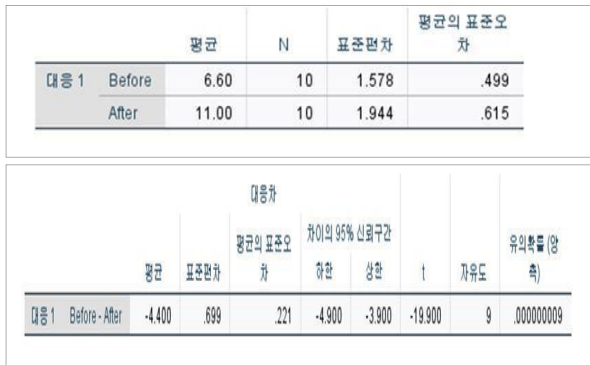 평균의 표준오
평균 N 표준편차 차
대응 1 Before 6.60 10 1.578 .499
After 11.00 10 1.944 .615
대응차
평균의 표준오 차이의 95% 신뢰구간 유의확률 (양
평균 표준편차 차 하한 상한 t 자유도 측)
대응 1 Before - After -4.400 .699 .221 -4.900 -3.900 -19.900 9 .000000009